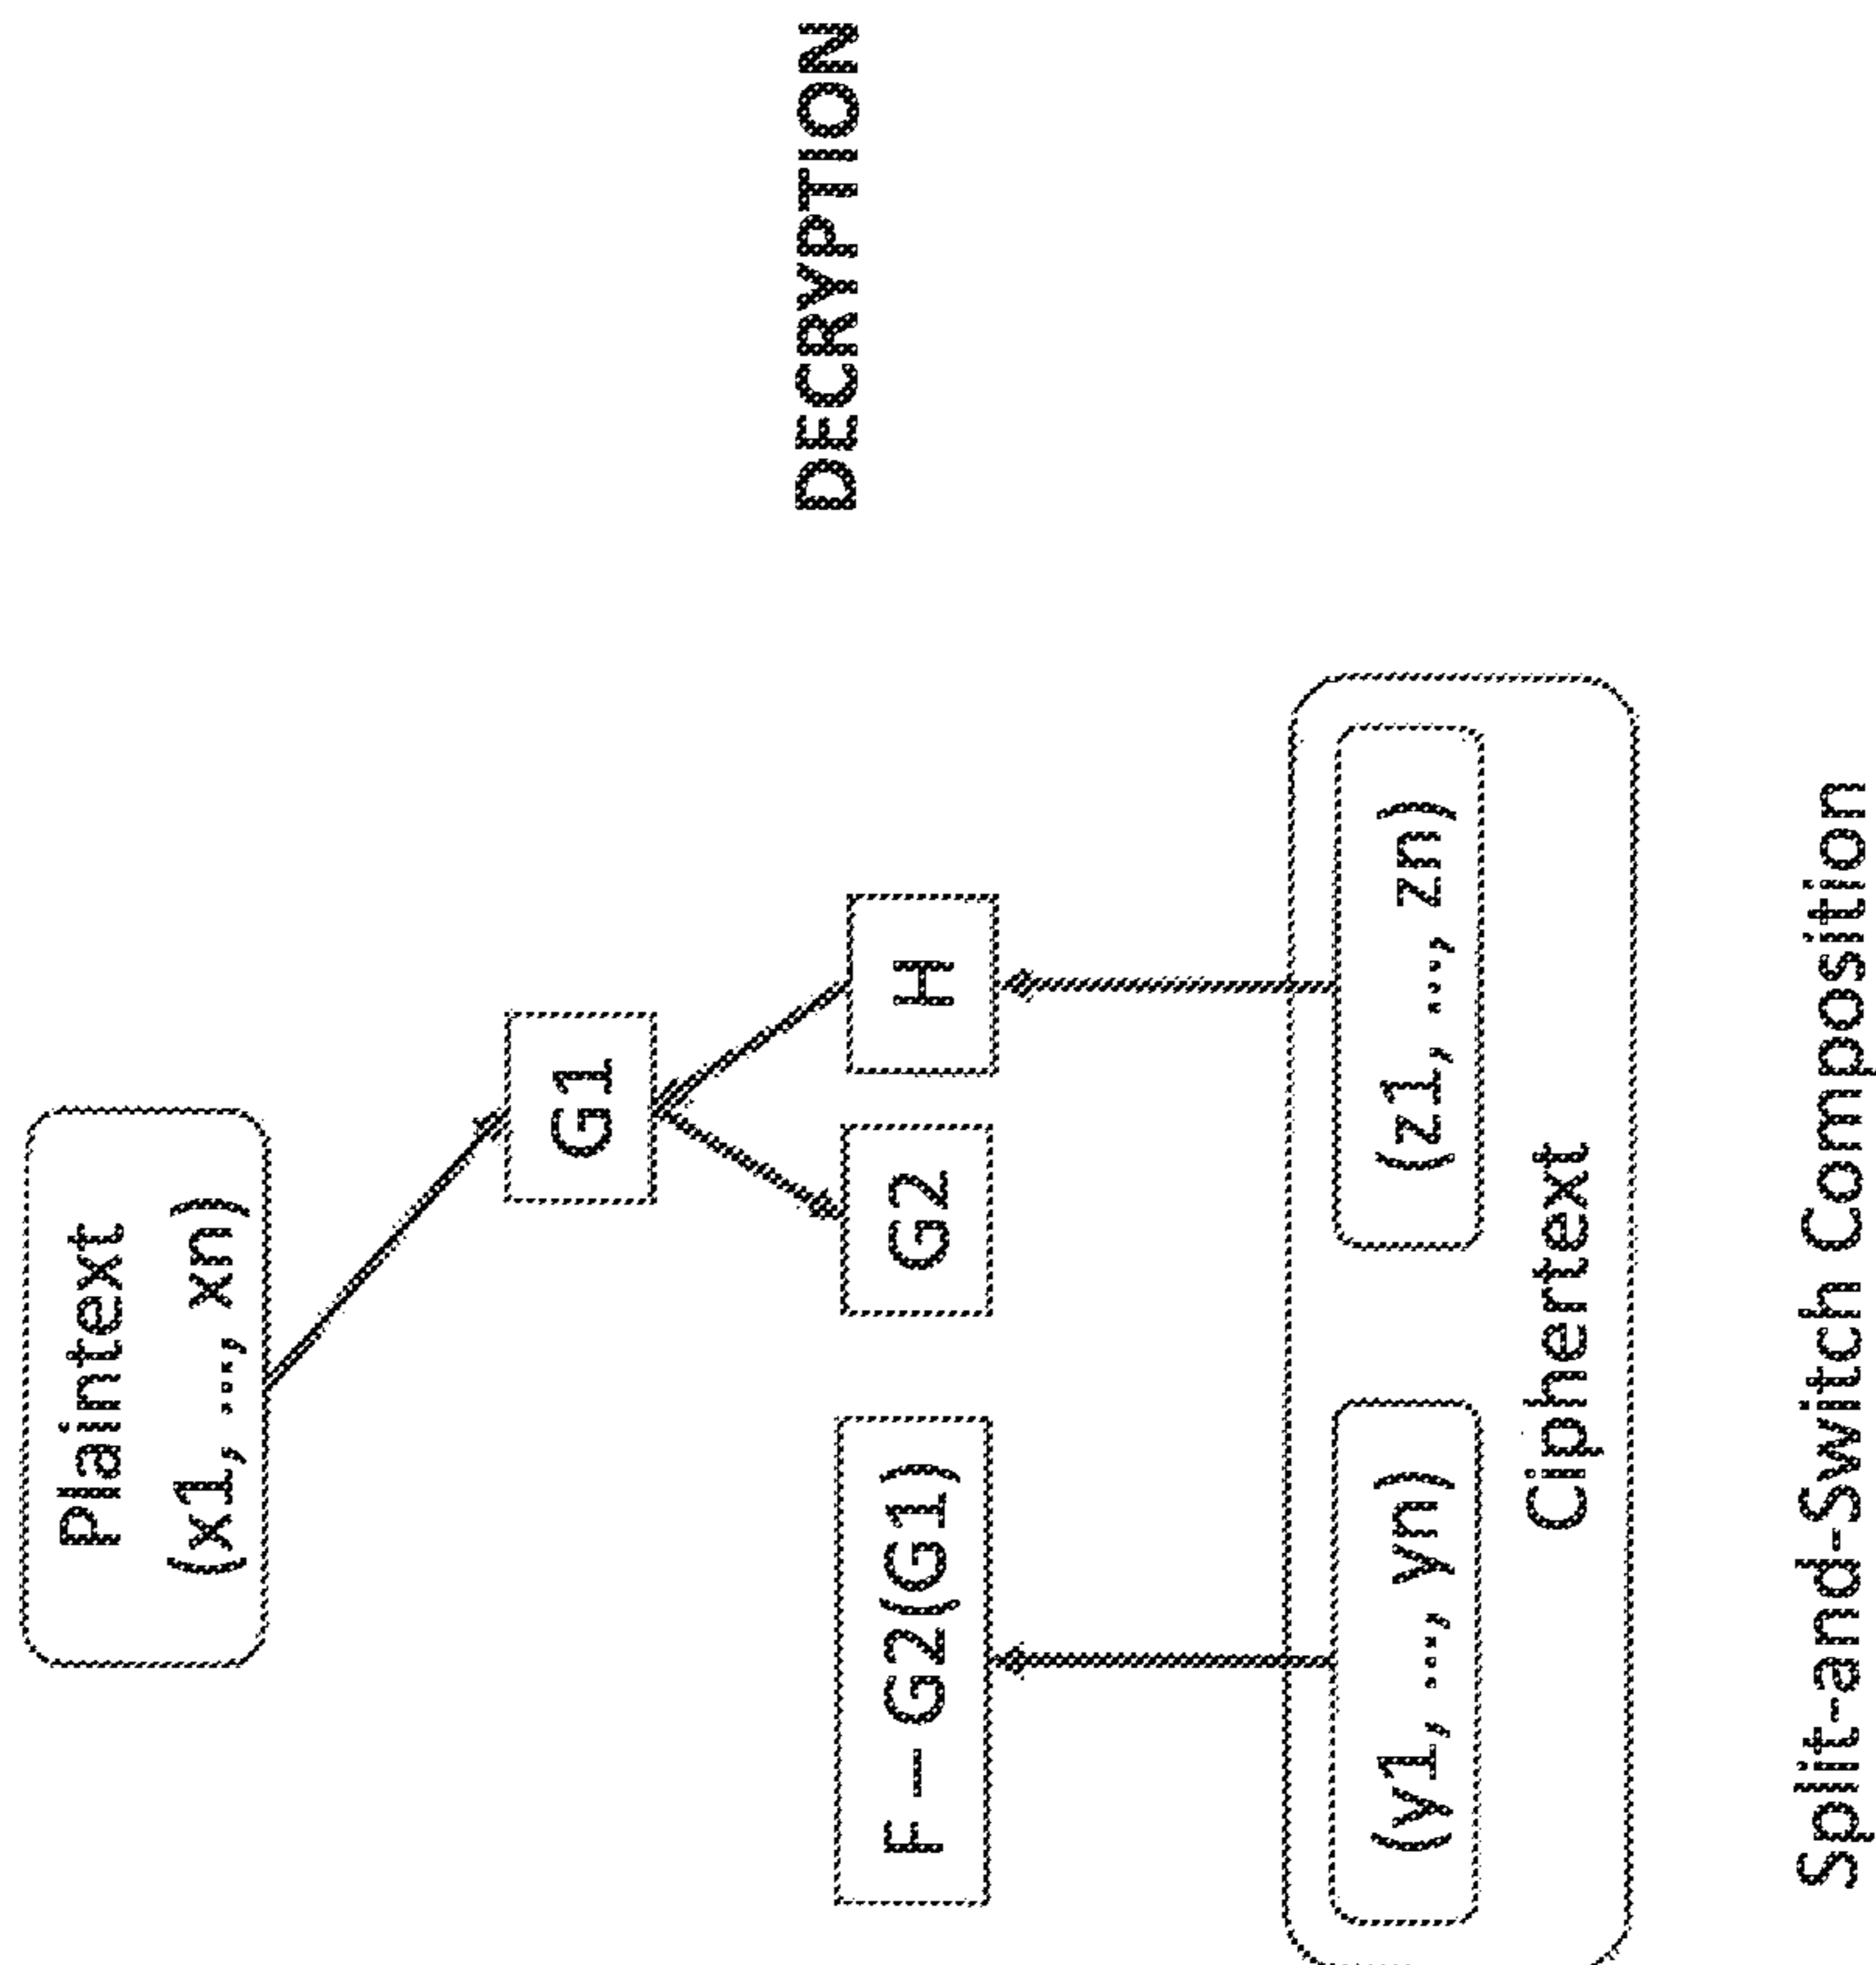 DECRYPTION
Plaintext
(x1, ..., xn)
G1
F – G2(G1)
G2
H
(y1, ..., yn)
(z1, ..., zn)
Ciphertext
Split-and-Switch Composition